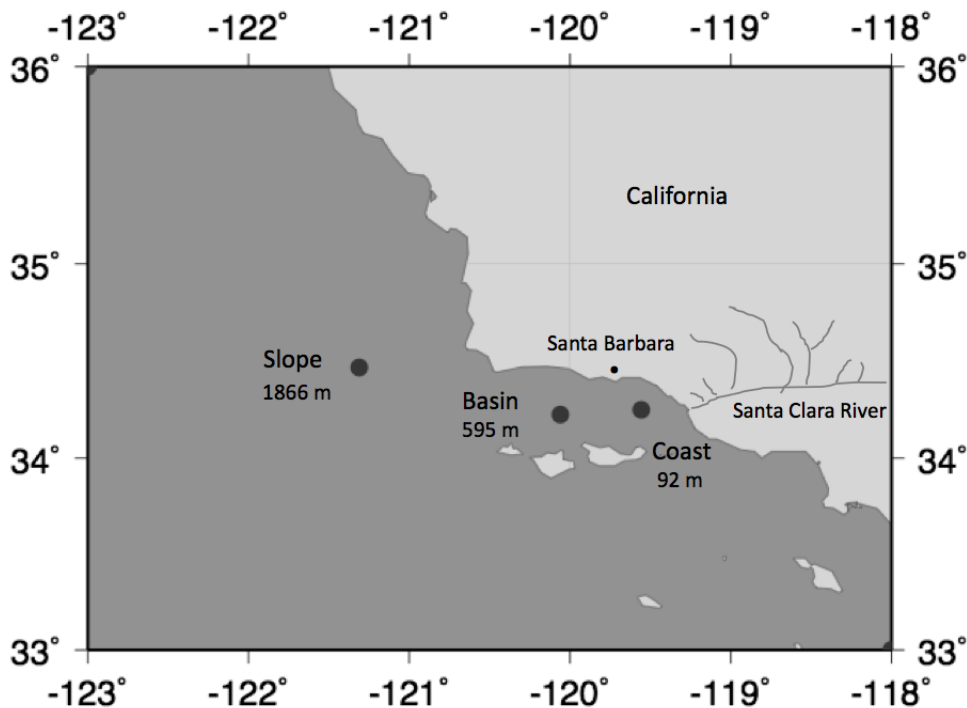 -123° -122° -121° -120° -119° -118°
36° 36°
California
35° 35°
Santa Barbara
Slope
1866 m
Basin
595 m
Santa Clara River
Coast
92 m
34° 34°
33° 33°
-123° -122° -121° -120° -119° -118°